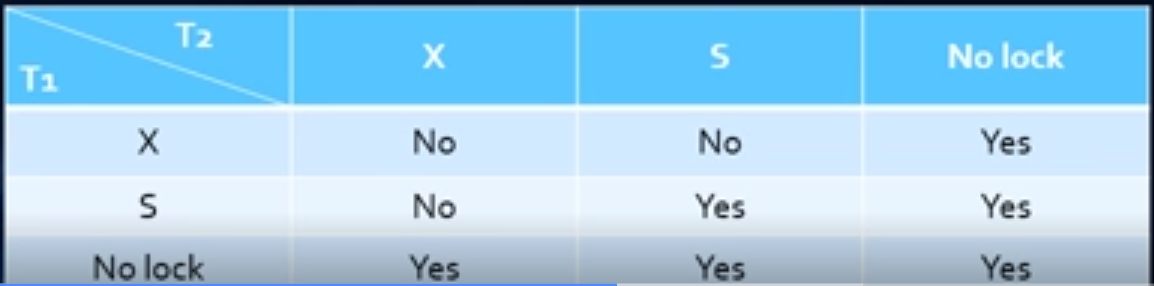 T2
T1
X S No lock
X No No Yes
S No Yes Yes
No lock Yes Yes Yes